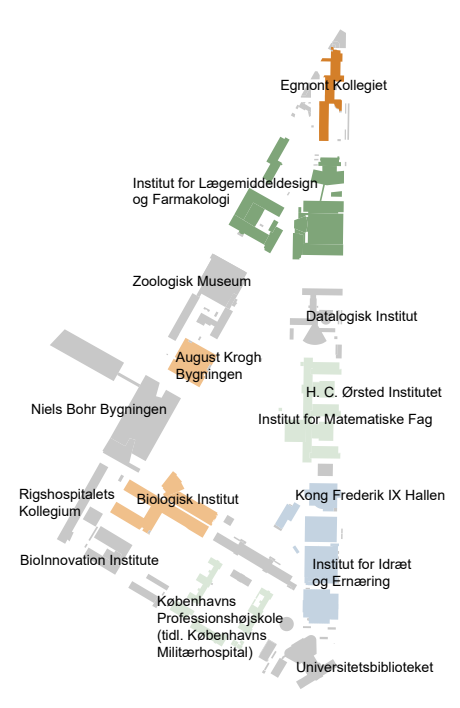 Egmont Kollegiet
Institut for Lægemiddeldesign
og Farmakologi
Zoologisk Museum
Datalogisk Institut
August Krogh
Bygningen
H. C. Ørsted Institutet
Niels Bohr Bygningen
Institut for Matematiske Fag
Rigshospitalets
Kollegium
Biologisk Institut
Kong Frederik IX Hallen
BioInnovation Institute
Institut for Idræt
og Ernæring
Københavns
Professionshøjskole
(tidl. Københavns
Militærhospital)
Universitetsbiblioteket